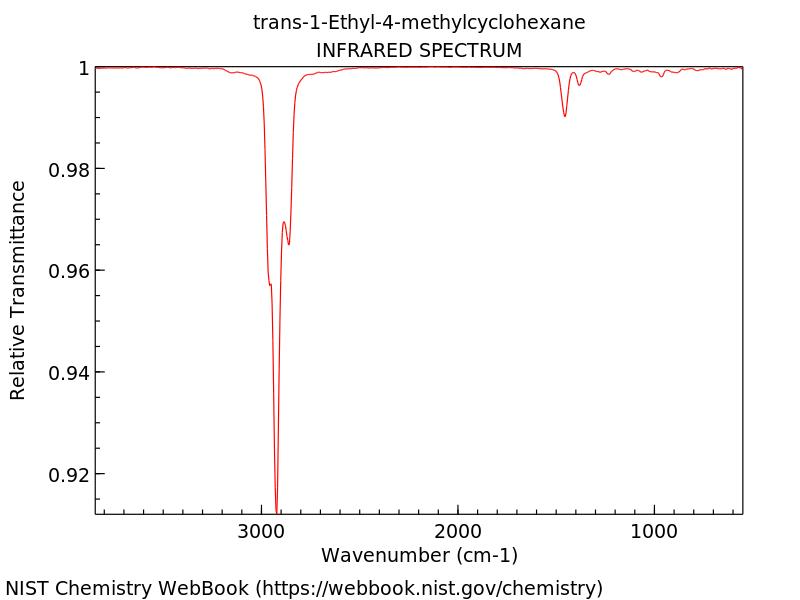 trans-1-Ethyl-4-methylcyclohexane
INFRARED SPECTRUM
1
0.98
0.96
0.94
0.92
Relative Transmittance
3000 2000 1000
Wavenumber (cm-1)
NIST Chemistry WebBook (https://webbook.nist.gov/chemistry)